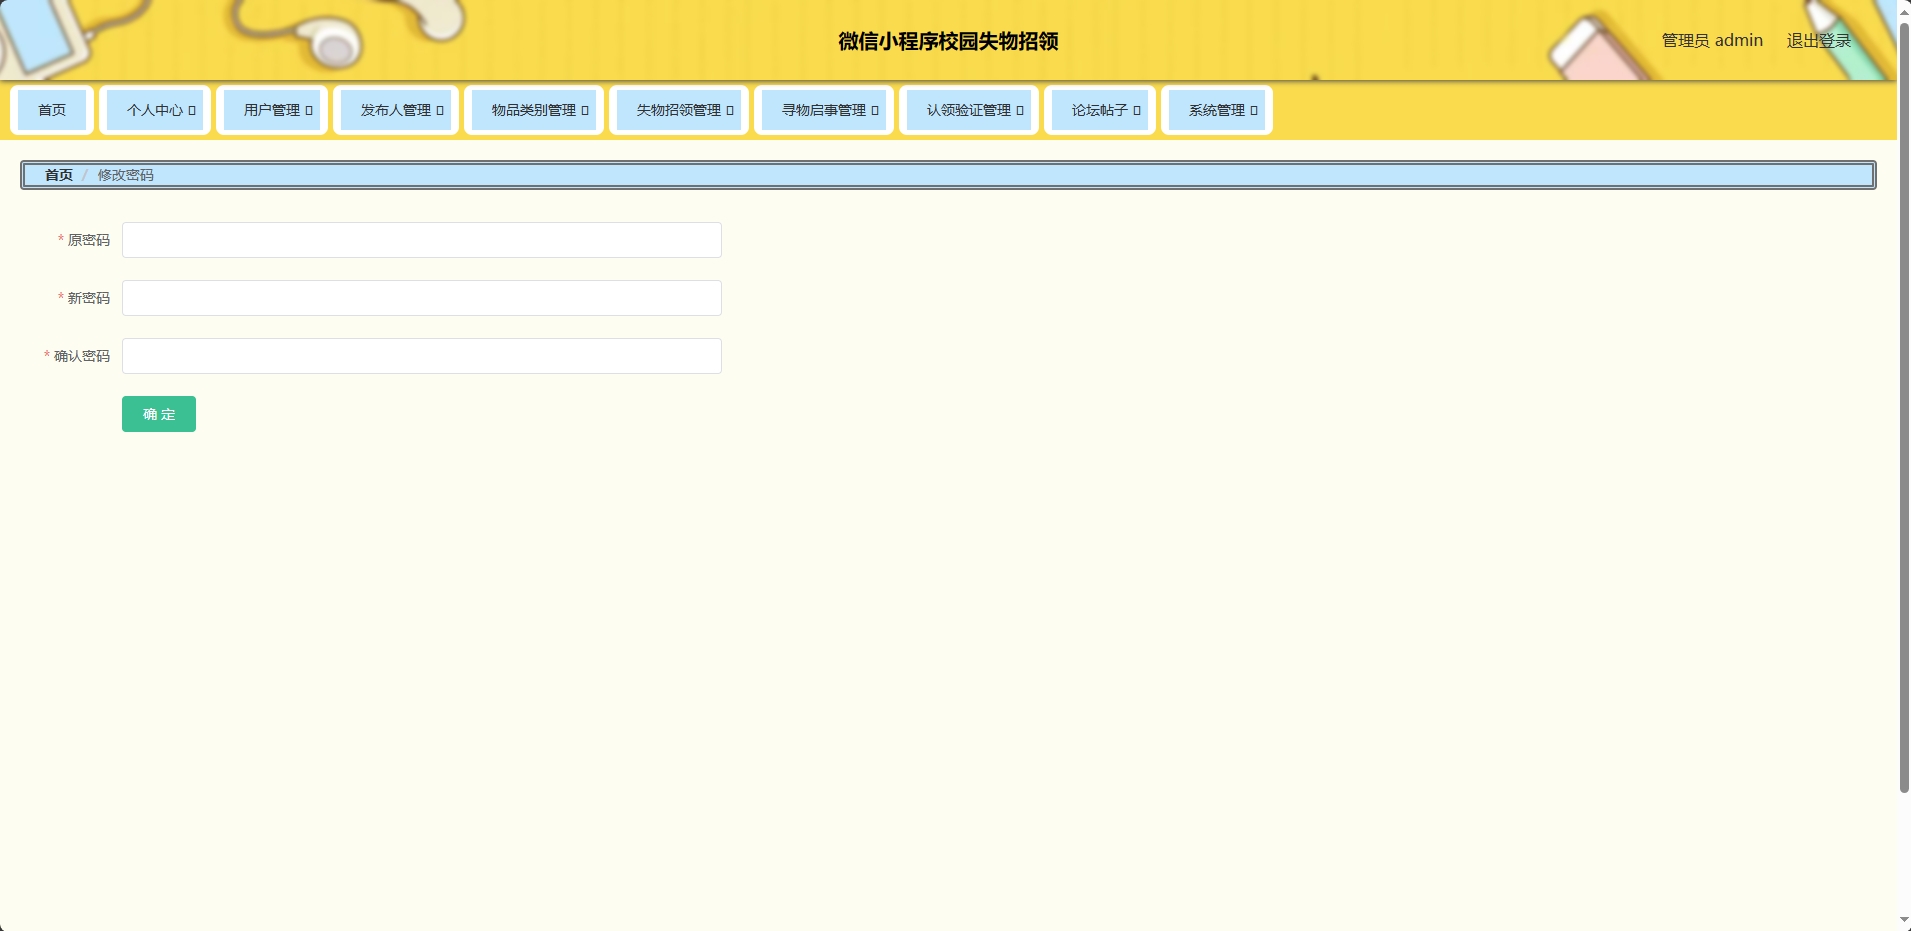 微信小程序校园失物招领
管理员 admin 退出登录
首页 个人中心 用户管理 发布人管理 物品类别管理 失物招领管理 寻物启事管理 认领验证管理 论坛帖子 系统管理
首页 / 修改密码
* 原密码
* 新密码
* 确认密码
确 定